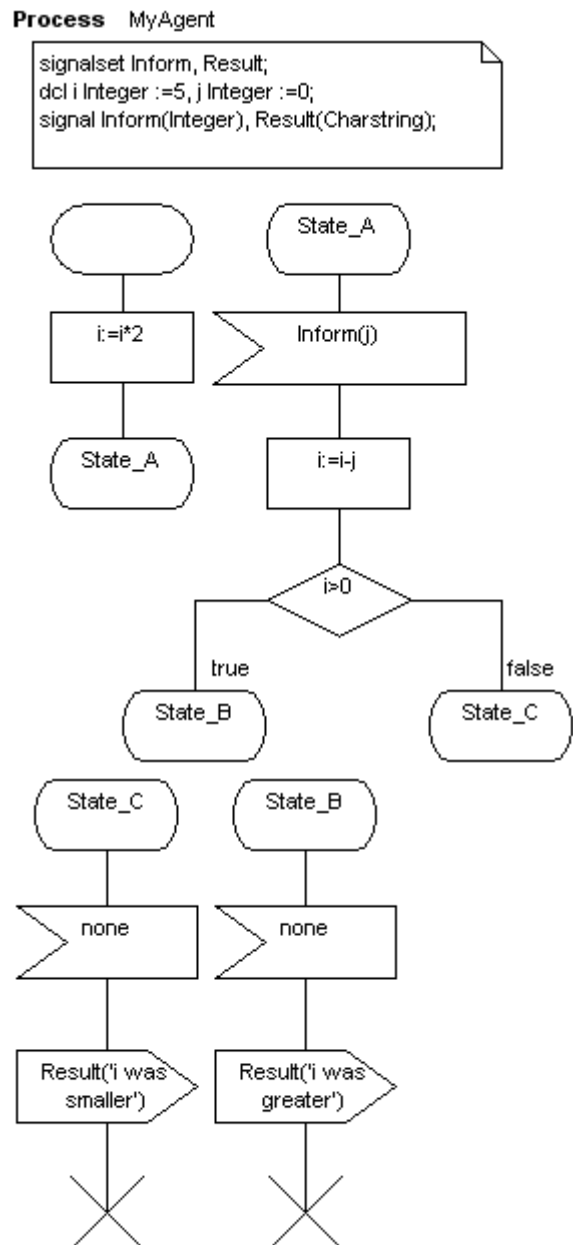 Process MyAgent
signalset Inform, Result;
dcl i Integer :=5, j Integer :=0;
signal Inform(Integer), Result(Charstring);
State_A
i:=i*2
Inform(j)
State_A
i:=i-j
i>0
true
false
State_B
State_C
State_C
State_B
none
none
Result('i was
smaller')
Result('i was
greater')